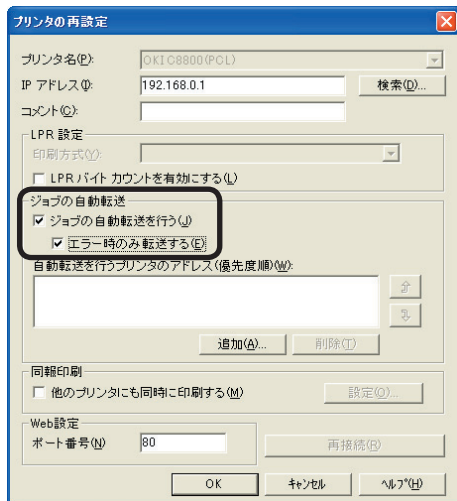 プリンタの再設定
プリンタ名(P): OKI C8800(PCL)
IP アドレス(I): 192.168.0.1 検索(D)...
コメント(C):
LPR 設定
印刷方式(Y):
LPR バイト カウントを有効にする(L)
ジョブの自動転送
ジョブの自動転送を行う(J)
エラー時のみ転送する(E)
自動転送を行うプリンタのアドレス(優先度順)(W):
追加(A)... 削除(T)
同報印刷
他のプリンタにも同時に印刷する(M) 設定(O)...
Web設定
ポート番号(N) 80 再接続(R)
OK キャンセル ヘルプ(H)